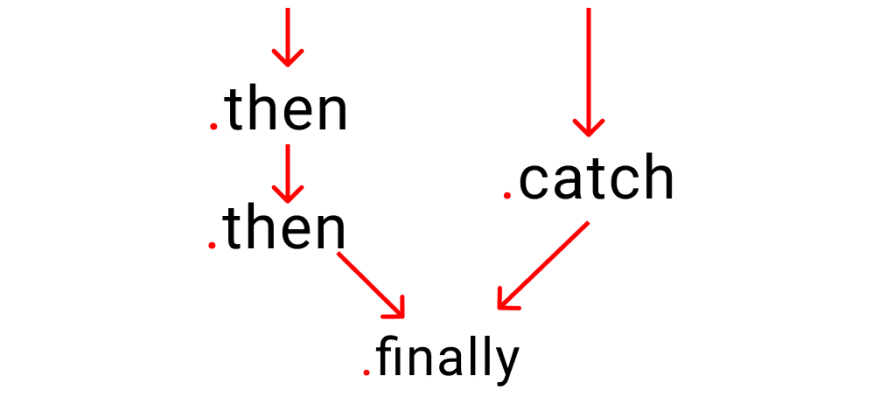 .then
.catch
.then
.finally